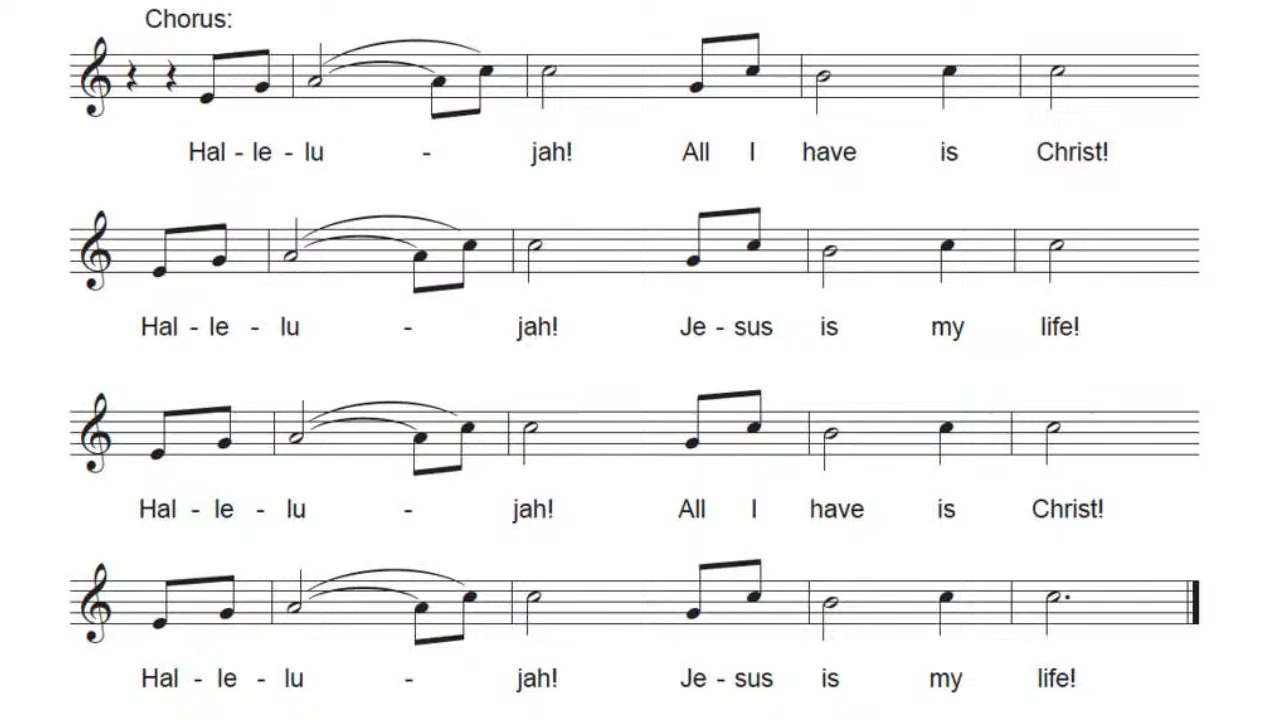 Chorus:
Hal - le - lu - jah! All I have is Christ!
Hal - le - lu - jah! Je - sus is my life!
Hal - le - lu - jah! All I have is Christ!
Hal - le - lu - jah! Je - sus is my life!